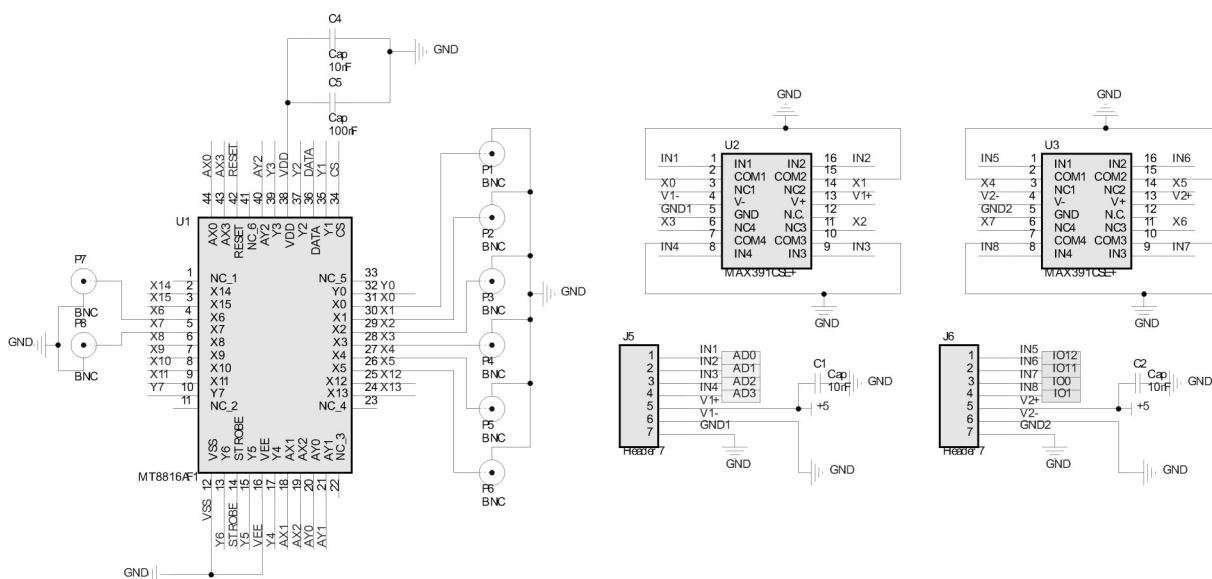 C4
Cap
10nF
GND
C5
Cap
100nF
AX0
AX3
RESET
AY2
Y3
VDD
Y2
DATA
Y1
CS
44 43 42 41 40 39 38 37 36 35 34
U1
AX0 AX3 RESET NC_6 AY2 Y3 VDD Y2 DATA Y1 CS
P7
BNC
P8
BNC
GND
1 NC_1
X14 2 X14
X15 3 X15
X6 4 X6
X7 5 X7
X8 6 X8
X9 7 X9
X10 8 X10
X11 9 X11
Y7 10 Y7
11 NC_2
NC_5 33
Y0 32 Y0
X0 31 X0
X1 30 X1
X2 29 X2
X3 28 X3
X4 27 X4
X5 26 X5
X12 25 X12
X13 24 X13
NC_4 23
VSS Y6 STROBE Y5 VEE Y4 AX1 AX2 AY0 AY1 NC_3
MT8816AF1
12 13 14 15 16 17 18 19 20 21 22
VSS
Y6
STROBE
Y5
VEE
Y4
AX1
AX2
AY0
AY1
GND
P1
BNC
P2
BNC
P3
BNC
P4
BNC
P5
BNC
P6
BNC
GND
GND
U2
IN1 1 IN1 IN2 16 IN2
2 COM1 COM2 15
X0 3 NC1 NC2 14 X1
V1- 4 V- V+ 13 V1+
GND1 5 GND N.C. 12
X3 6 NC4 NC3 11 X2
7 COM4 COM3 10
IN4 8 IN4 IN3 9 IN3
MAX391CSE+
GND
GND
U3
IN5 1 IN1 IN2 16 IN6
2 COM1 COM2 15
X4 3 NC1 NC2 14 X5
V2- 4 V- V+ 13 V2+
GND2 5 GND N.C. 12
X7 6 NC4 NC3 11 X6
7 COM4 COM3 10
IN8 8 IN4 IN3 9 IN7
MAX391CSE+
GND
J5
1 IN1 AD0
2 IN2 AD1
3 IN3 AD2
4 IN4 AD3
5 V1+
6 V1-
7 GND1
Header 7
C1
Cap
10nF
GND
+5
GND
GND
J6
1 IN5 IO12
2 IN6 IO11
3 IN7 IO0
4 IN8 IO1
5 V2+
6 V2-
7 GND2
Header 7
C2
Cap
10nF
GND
+5
GND
GND